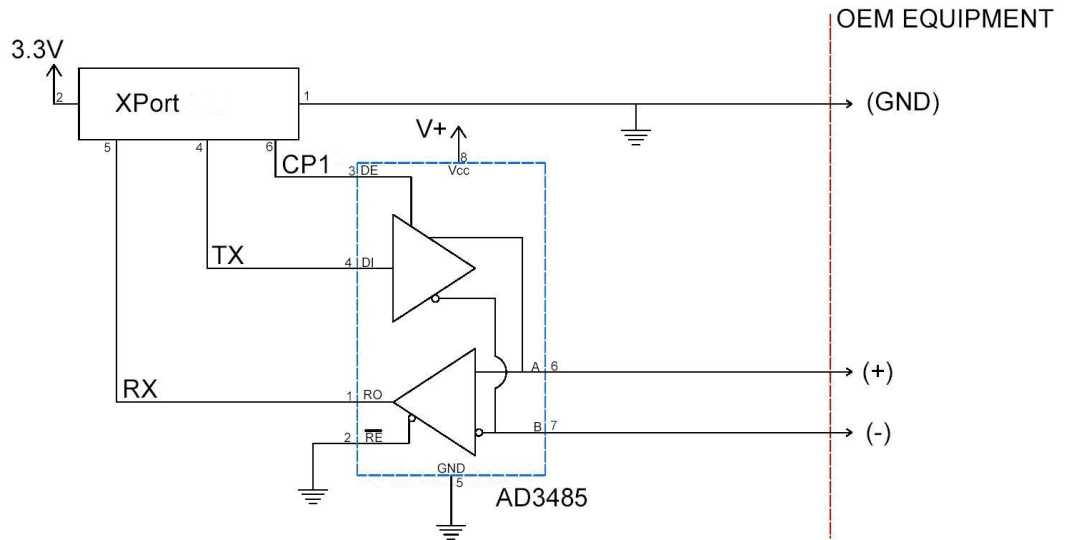 OEM EQUIPMENT
3.3V
2
XPort
1
(GND)
5
4
6
V+
8
Vcc
CP1
3 DE
TX
4 DI
A 6
(+)
RX
1 RO
B 7
(-)
2 RE
GND
5
AD3485